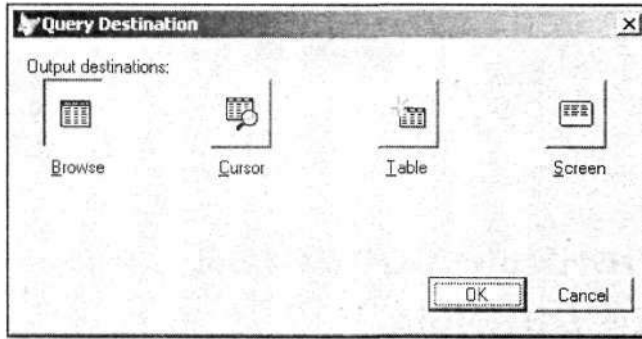 Query Destination
Output destinations:
Browse Cursor Table Screen
OK Cancel